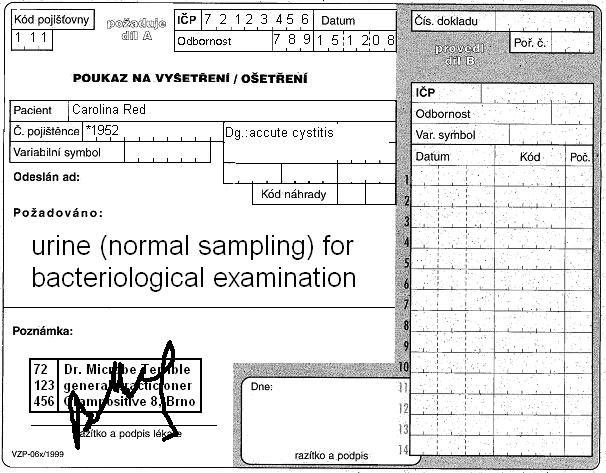 Kód pojišťovny
1 1 1
požaduje
díl A
IČP 7 2 1 2 3 4 5 6 Datum
Odbornost 7 8 9 1 5 1 2 0 8
Čís. dokladu
Poř. č.
provedl
díl B
POUKAZ NA VYŠETŘENÍ / OŠETŘENÍ
IČP
Odbornost
Var. symbol
Datum Kód Poč.
Pacient Carolina Red
Č. pojištěnce *1952
Dg.:accute cystitis
Variabilní symbol
Odeslán ad:
Kód náhrady
Požadováno:
urine (normal sampling) for
bacteriological examination
1
2
3
4
5
6
7
8
9
10
11
12
13
14
Poznámka:
72 Dr. Microbe Terrible
123 general practicioner
456 Grampositive 8, Brno
razítko a podpis lékaře
Dne:
razítko a podpis
VZP-06x/1999